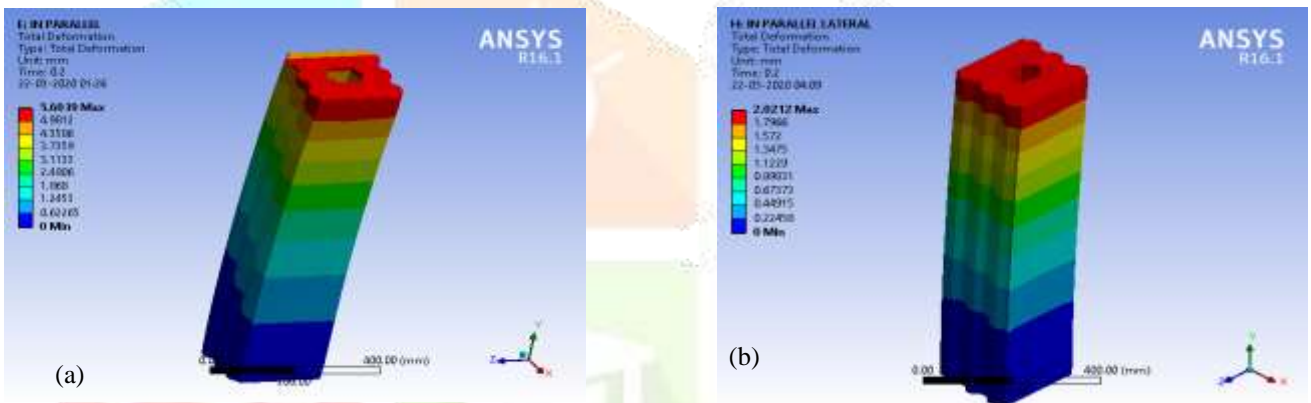 E: IN PARALLEL
Total Deformation
Type: Total Deformation
Unit: mm
Time: 0.2
22-03-2020 01:26
5.6039 Max
4.9812
4.3586
3.7359
3.1133
2.4906
1.868
1.2453
0.62265
0 Min
ANSYS
R16.1
Y
Z
X
400.00 (mm)
(a)
H: IN PARALLEL LATERAL
Total Deformation
Type: Total Deformation
Unit: mm
Time: 0.2
22-03-2020 04:09
2.0212 Max
1.7966
1.572
1.3475
1.1229
0.89831
0.67373
0.44915
0.22458
0 Min
ANSYS
R16.1
Y
Z
X
0.00
400.00 (mm)
(b)